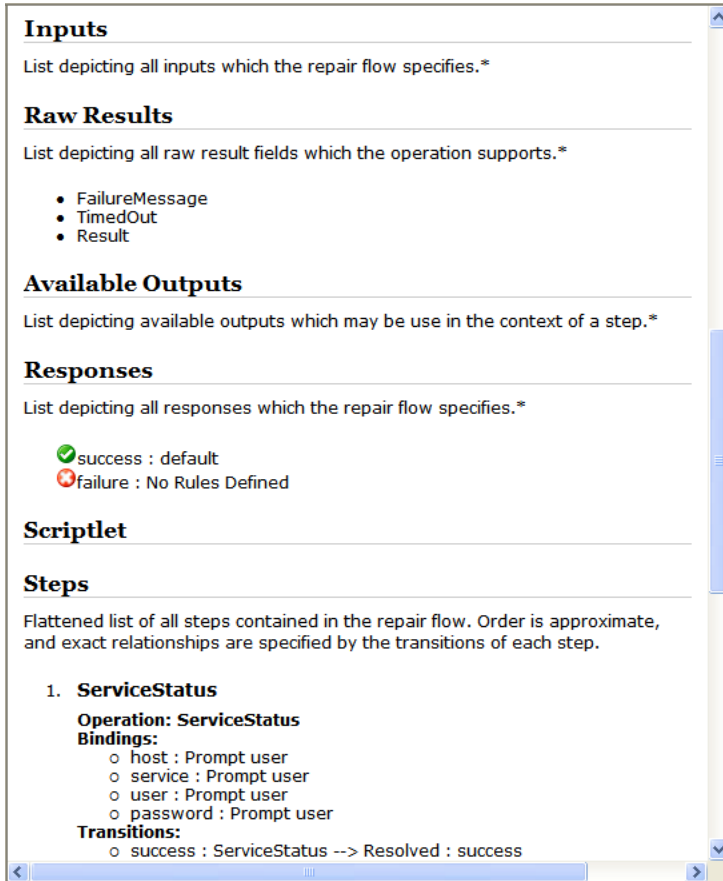 Inputs
List depicting all inputs which the repair flow specifies.*
Raw Results
List depicting all raw result fields which the operation supports.*
• FailureMessage
• TimedOut
• Result
Available Outputs
List depicting available outputs which may be use in the context of a step.*
Responses
List depicting all responses which the repair flow specifies.*
success : default
failure : No Rules Defined
Scriptlet
Steps
Flattened list of all steps contained in the repair flow. Order is approximate,
and exact relationships are specified by the transitions of each step.
1. ServiceStatus
Operation: ServiceStatus
Bindings:
o host : Prompt user
o service : Prompt user
o user : Prompt user
o password : Prompt user
Transitions:
o success : ServiceStatus --> Resolved : success